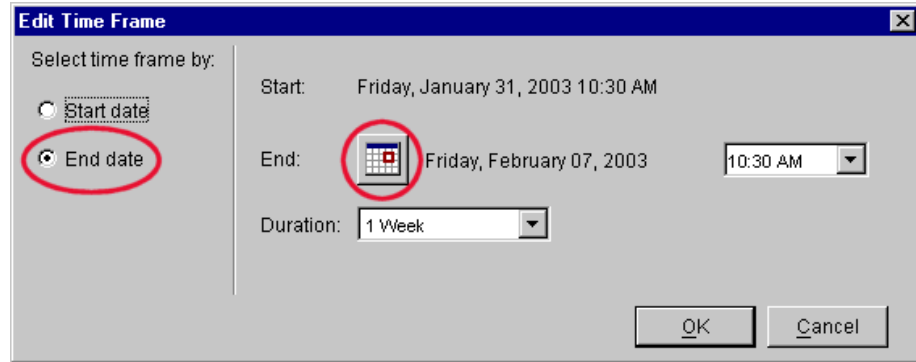 Edit Time Frame
Select time frame by:
Start date
End date
Start: Friday, January 31, 2003 10:30 AM
End: Friday, February 07, 2003 10:30 AM
Duration: 1 Week
OK Cancel